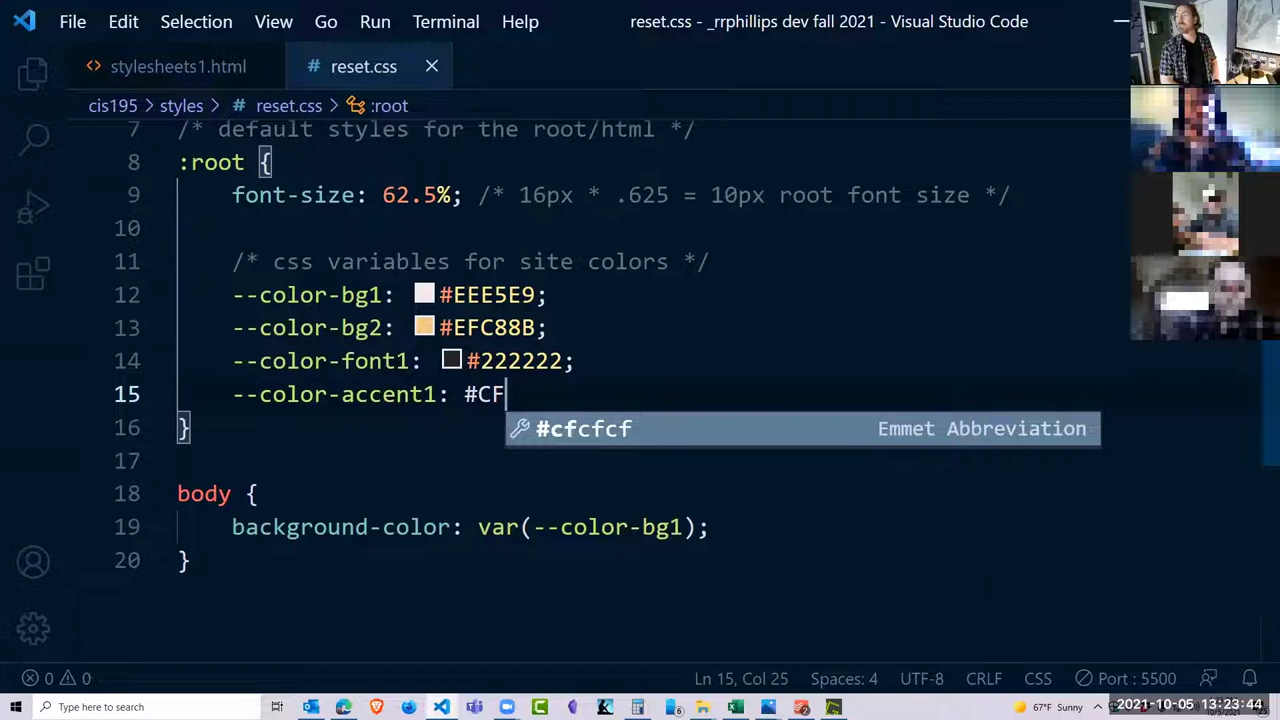 File Edit Selection View Go Run Terminal Help reset.css - _rrphillips dev fall 2021 - Visual Studio Code
<> stylesheets1.html # reset.css
cis195 > styles > # reset.css > :root
7 /* default styles for the root/html */
8 :root {
9 font-size: 62.5%; /* 16px * .625 = 10px root font size */
10
11 /* css variables for site colors */
12 --color-bg1: #EEE5E9;
13 --color-bg2: #EFC88B;
14 --color-font1: #222222;
15 --color-accent1: #CF
#cfcfcf Emmet Abbreviation
16 }
17
18 body {
19 background-color: var(--color-bg1);
20 }
0 0 Ln 15, Col 25 Spaces: 4 UTF-8 CRLF CSS Port : 5500
Type here to search 67°F Sunny 2021-10-05 13:23:44